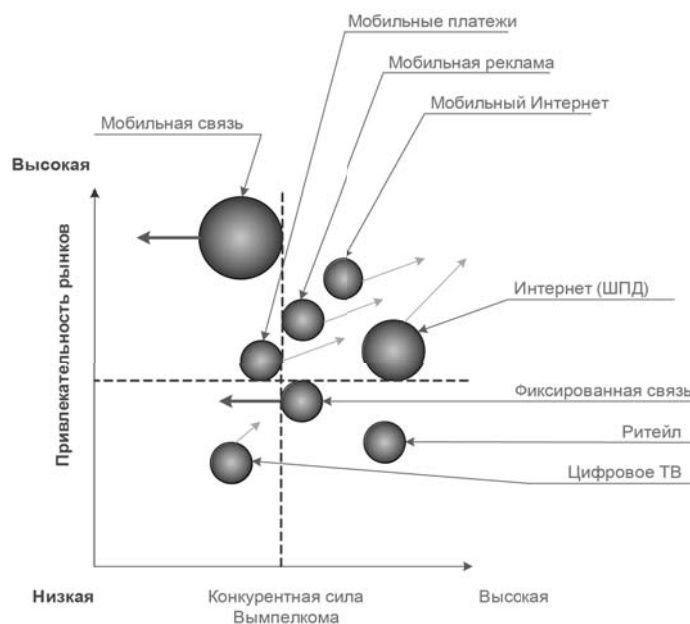 Мобильные платежи
Мобильная реклама
Мобильный Интернет
Мобильная связь
Высокая
Привлекательность рынков
Интернет (ШПД)
Фиксированная связь
Ритейл
Цифровое ТВ
Низкая
Конкурентная сила
Вымпелкома
Высокая